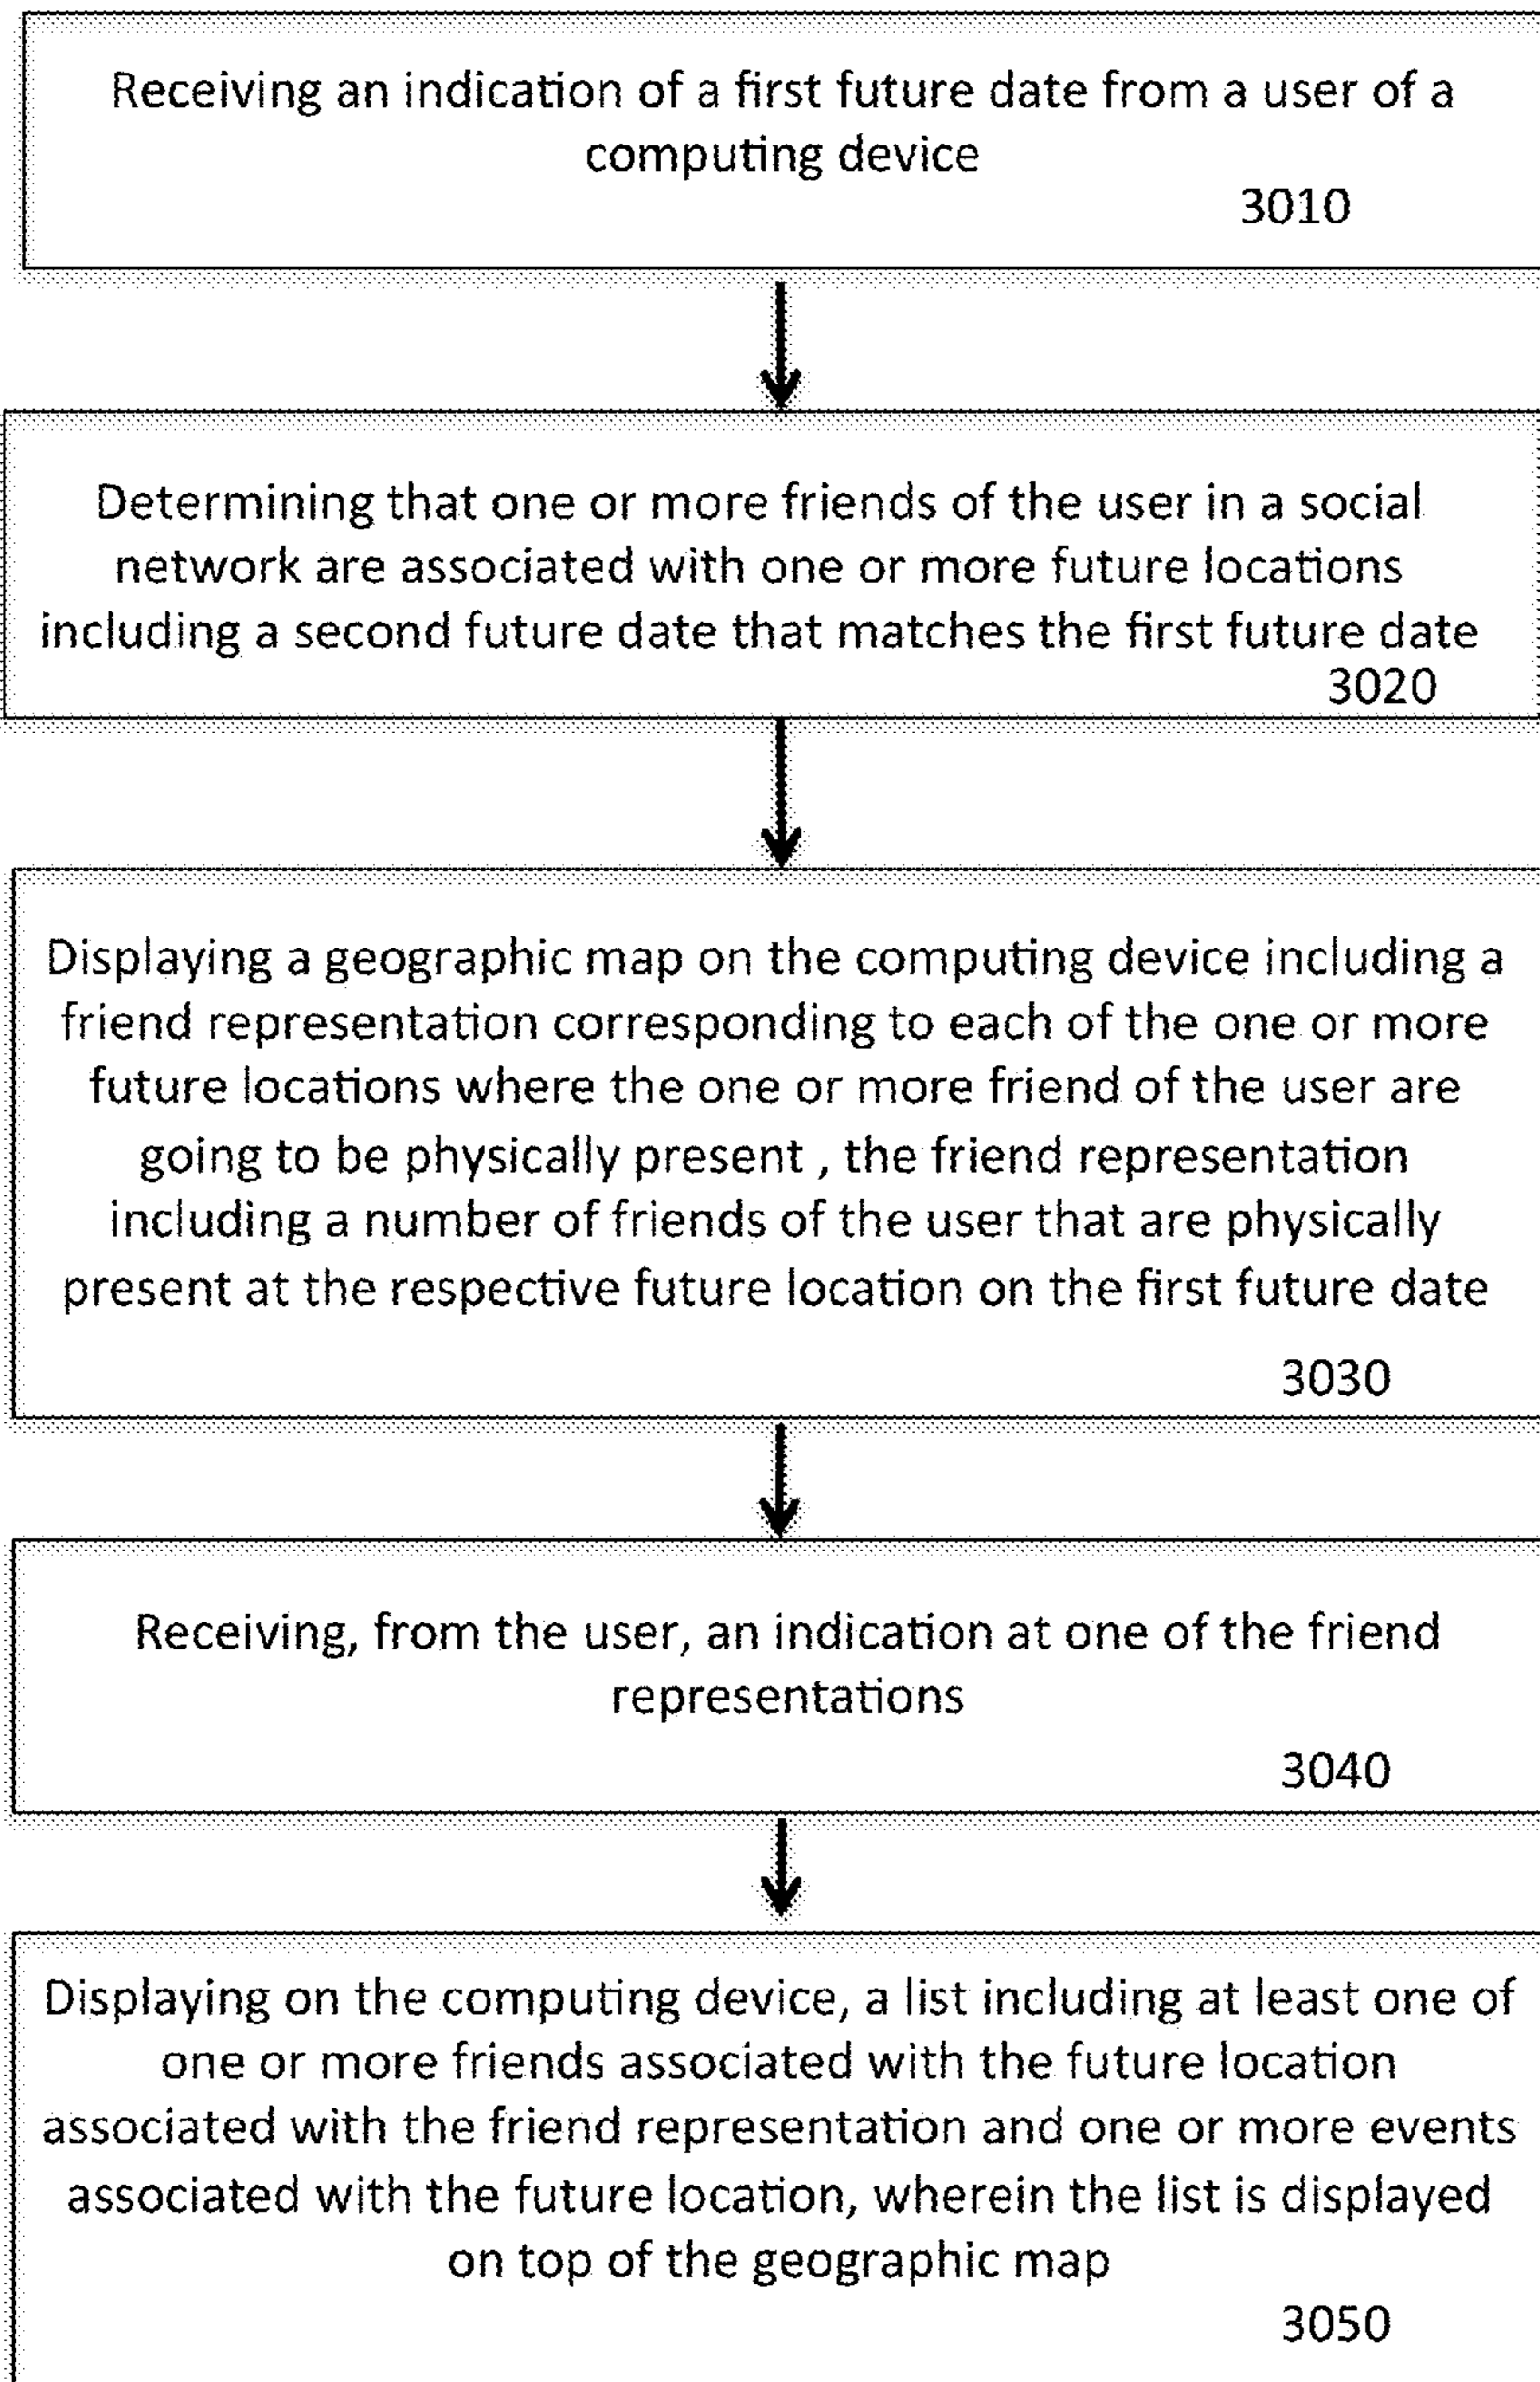 Receiving an indication of a first future date from a user of a
computing device
3010
Determining that one or more friends of the user in a social
network are associated with one or more future locations
including a second future date that matches the first future date
3020
Displaying a geographic map on the computing device including a
friend representation corresponding to each of the one or more
future locations where the one or more friend of the user are
going to be physically present , the friend representation
including a number of friends of the user that are physically
present at the respective future location on the first future date
3030
Receiving, from the user, an indication at one of the friend
representations
3040
Displaying on the computing device, a list including at least one of
one or more friends associated with the future location
associated with the friend representation and one or more events
associated with the future location, wherein the list is displayed
on top of the geographic map
3050